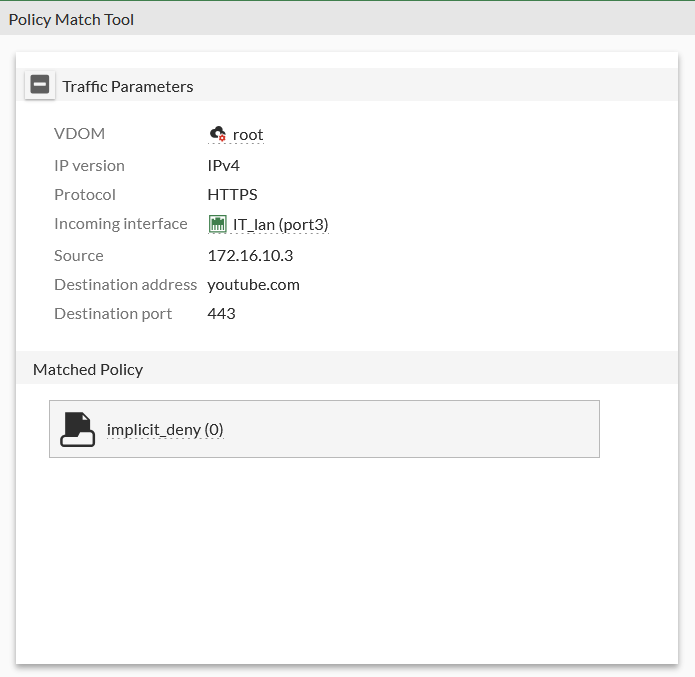 Policy Match Tool
Traffic Parameters
VDOM root
IP version IPv4
Protocol HTTPS
Incoming interface IT_lan (port3)
Source 172.16.10.3
Destination address youtube.com
Destination port 443
Matched Policy
implicit_deny (0)